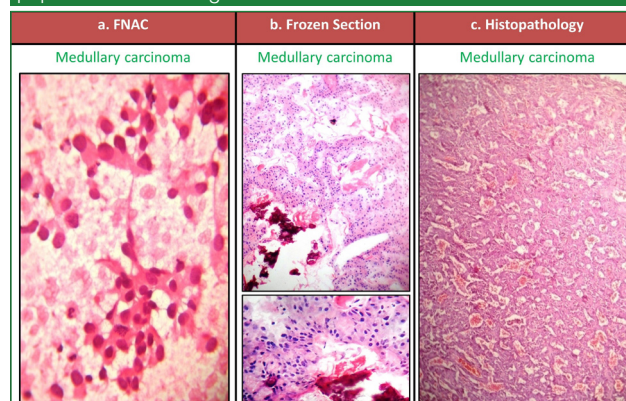 a. FNAC
b. Frozen Section
c. Histopathology
Medullary carcinoma
Medullary carcinoma
Medullary carcinoma